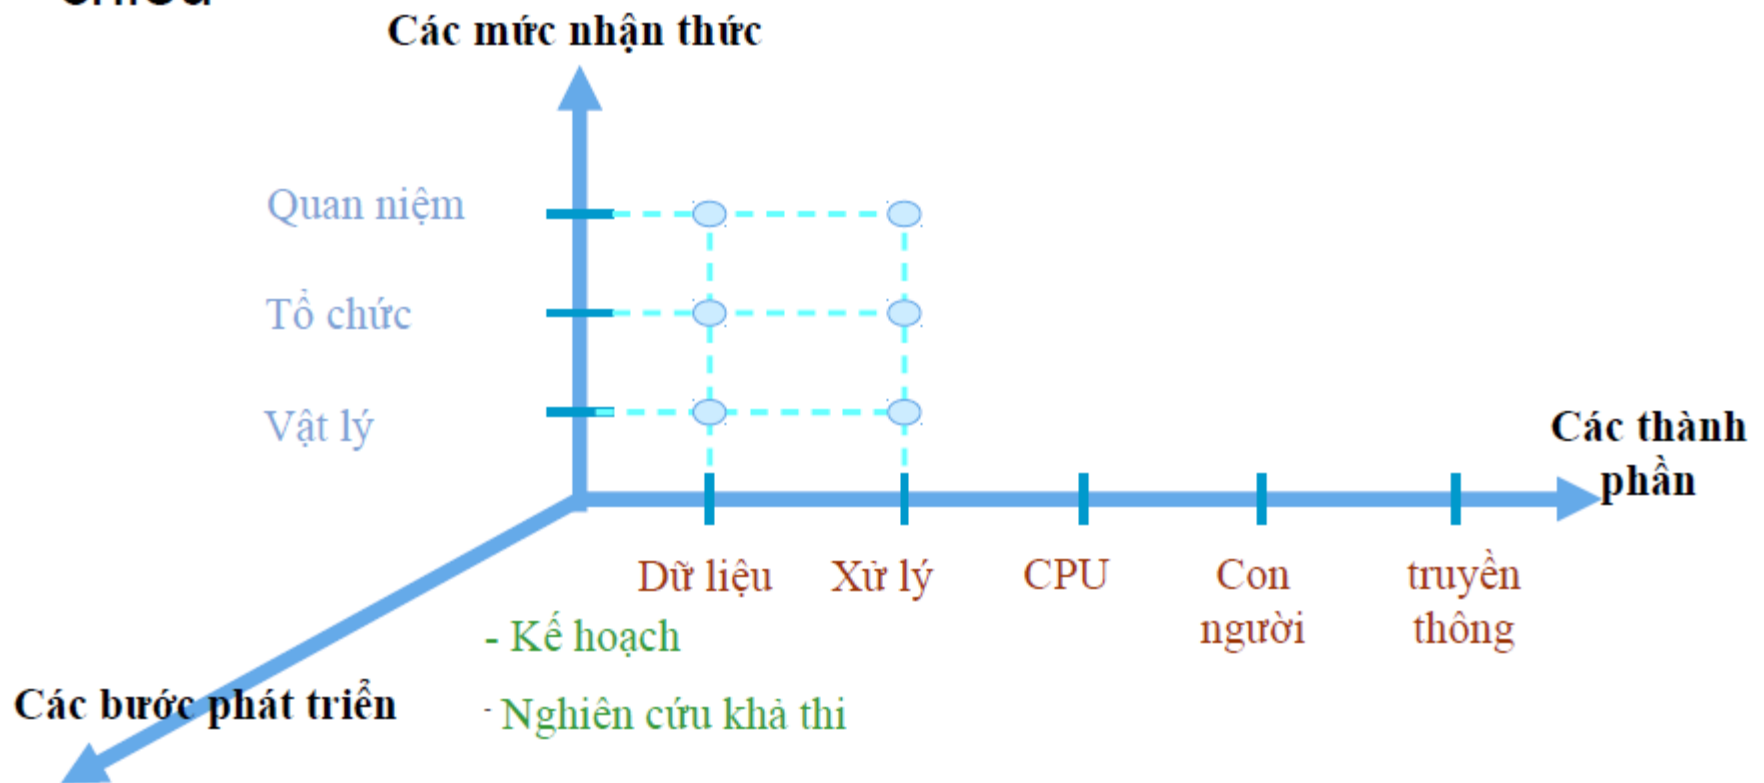 Các mức nhận thức
Quan niệm
Tổ chức
Vật lý
Các thành
phần
Dữ liệu
Xử lý
CPU
Con
người
truyền
thông
- Kế hoạch
- Nghiên cứu khả thi
Các bước phát triển